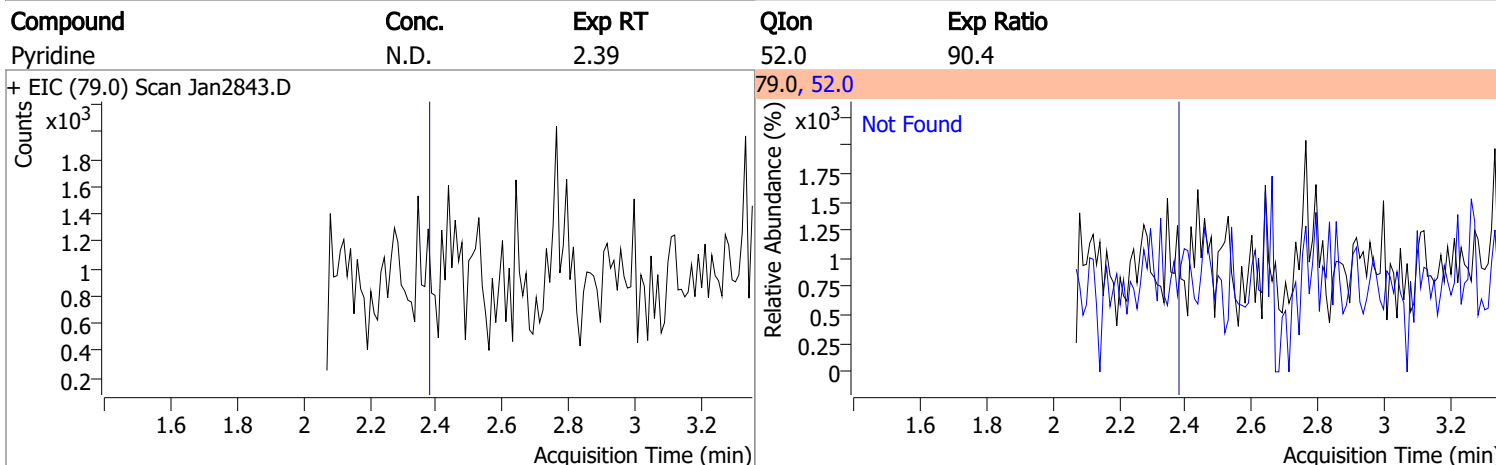 Compound Conc. Exp RT QIon Exp Ratio
Pyridine N.D. 2.39 52.0 90.4
+ EIC (79.0) Scan Jan2843.D
Counts
x10³
1.8
1.6
1.4
1.2
1
0.8
0.6
0.4
0.2
1.6 1.8 2 2.2 2.4 2.6 2.8 3 3.2
Acquisition Time (min)
79.0, 52.0
Relative Abundance (%)
x10³
Not Found
1.75
1.5
1.25
1
0.75
0.5
0.25
0
1.6 1.8 2 2.2 2.4 2.6 2.8 3 3.2
Acquisition Time (min)